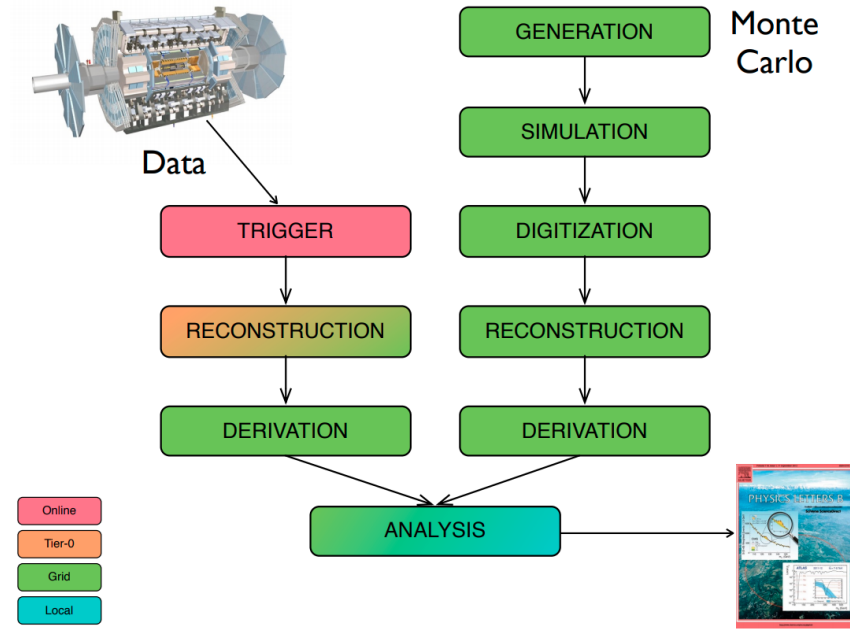 GENERATION
Monte
Carlo
SIMULATION
Data
TRIGGER
DIGITIZATION
RECONSTRUCTION
RECONSTRUCTION
DERIVATION
DERIVATION
ANALYSIS
Online
Tier-0
Grid
Local
PHYSICS LETTERS B
ATLAS